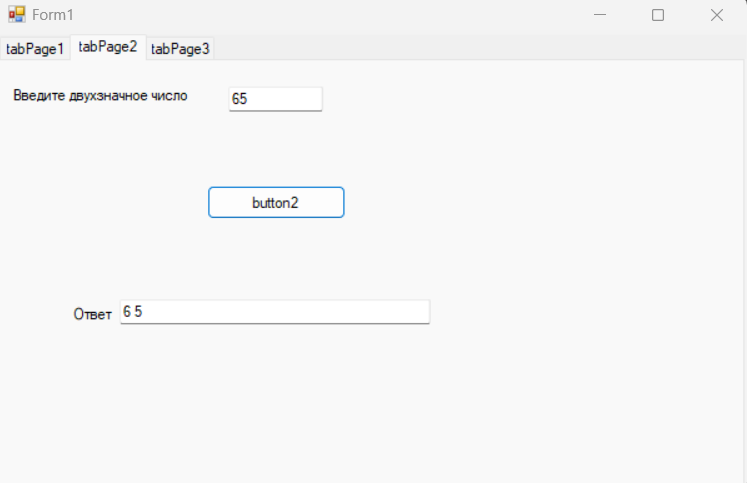 Form1
tabPage1 tabPage2 tabPage3
Введите двухзначное число 65
button2
Ответ 6 5